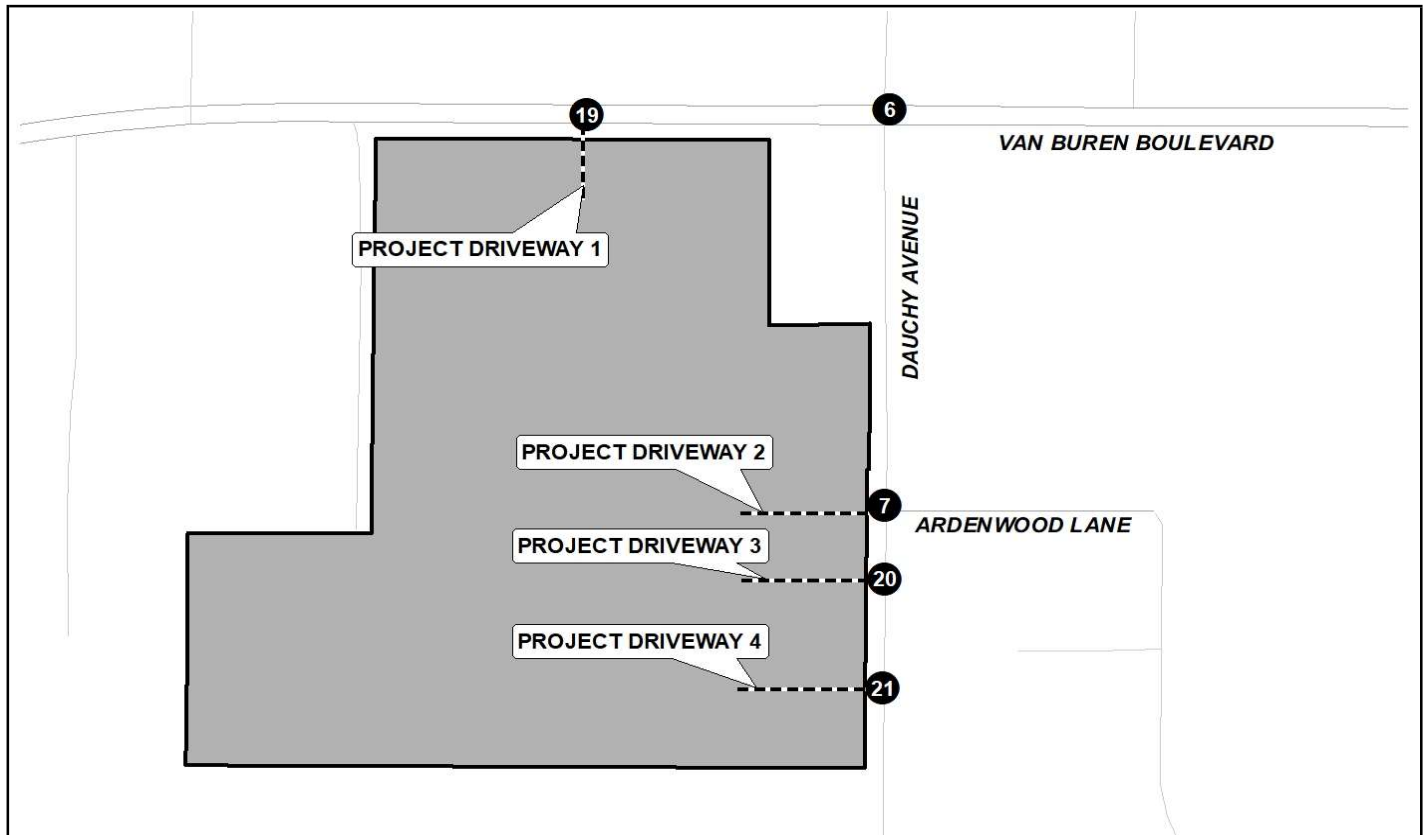 19
6
VAN BUREN BOULEVARD
DAUCHY AVENUE
PROJECT DRIVEWAY 1
PROJECT DRIVEWAY 2
7
ARDENWOOD LANE
PROJECT DRIVEWAY 3
20
PROJECT DRIVEWAY 4
21